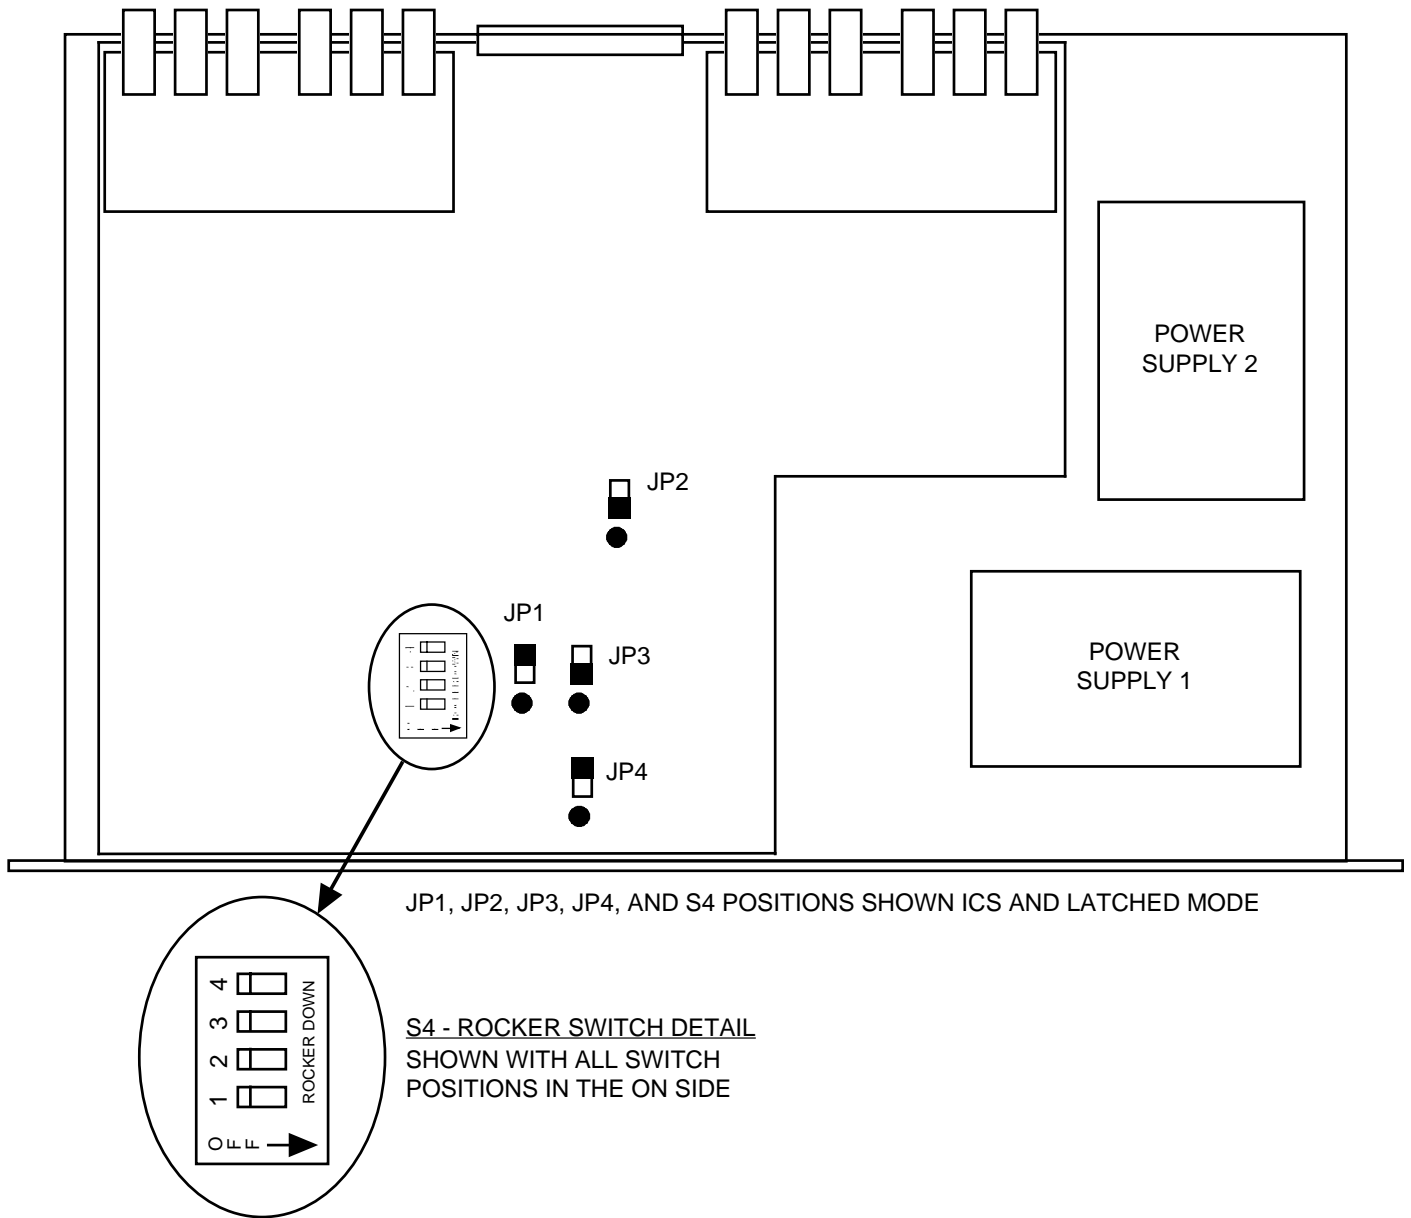 POWER
SUPPLY 2
JP2
JP1
JP3
POWER
SUPPLY 1
JP4
JP1, JP2, JP3, JP4, AND S4 POSITIONS SHOWN ICS AND LATCHED MODE
4
3
2
1
ROCKER DOWN
OFF
S4 - ROCKER SWITCH DETAIL
SHOWN WITH ALL SWITCH
POSITIONS IN THE ON SIDE